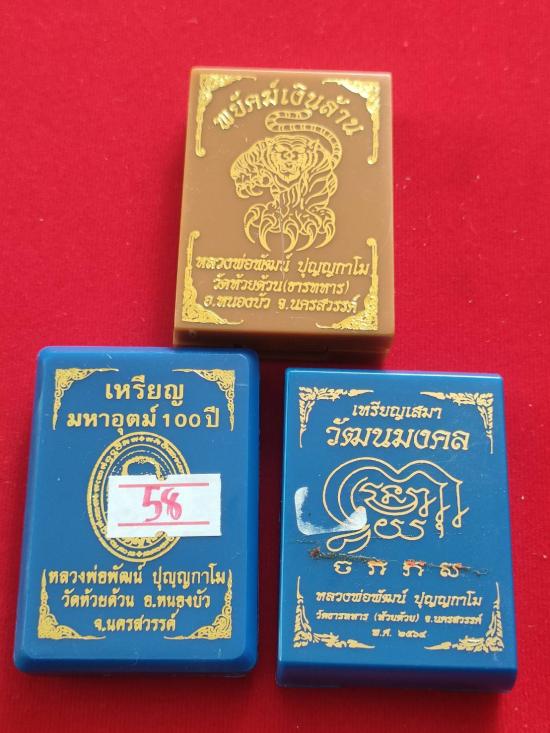 พยัคฆ์เงินล้าน
หลวงพ่อพัฒน์ ปุญญกาโม
วัดห้วยด้วน(ธารทหาร)
อ.หนองบัว จ.นครสวรรค์
เหรียญ
มหาอุตม์ 100 ปี
58
หลวงพ่อพัฒน์ ปุญญกาโม
วัดห้วยด้วน อ.หนองบัว
จ.นครสวรรค์
เหรียญเสมา
วัฒนมงคล
หลวงพ่อพัฒน์ ปุญญกาโม
วัดธารทหาร (ห้วยด้วย) จ.นครสวรรค์
พ.ศ. ๒๕๖๔